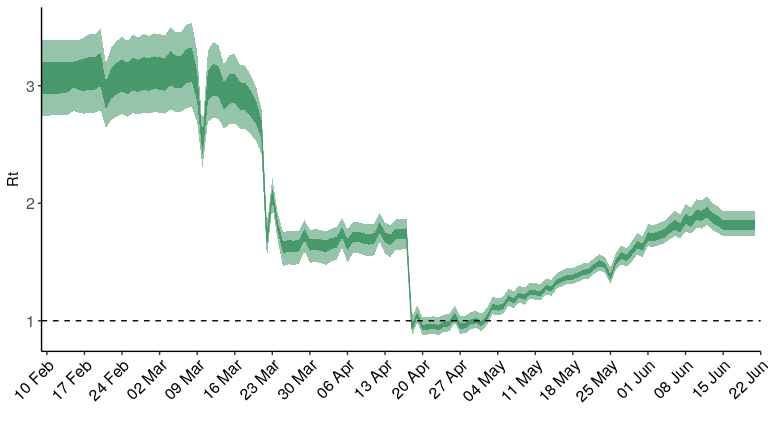 Rt
3
2
1
10 Feb
17 Feb
24 Feb
02 Mar
09 Mar
16 Mar
23 Mar
30 Mar
06 Apr
13 Apr
20 Apr
27 Apr
04 May
11 May
18 May
25 May
01 Jun
08 Jun
15 Jun
22 Jun